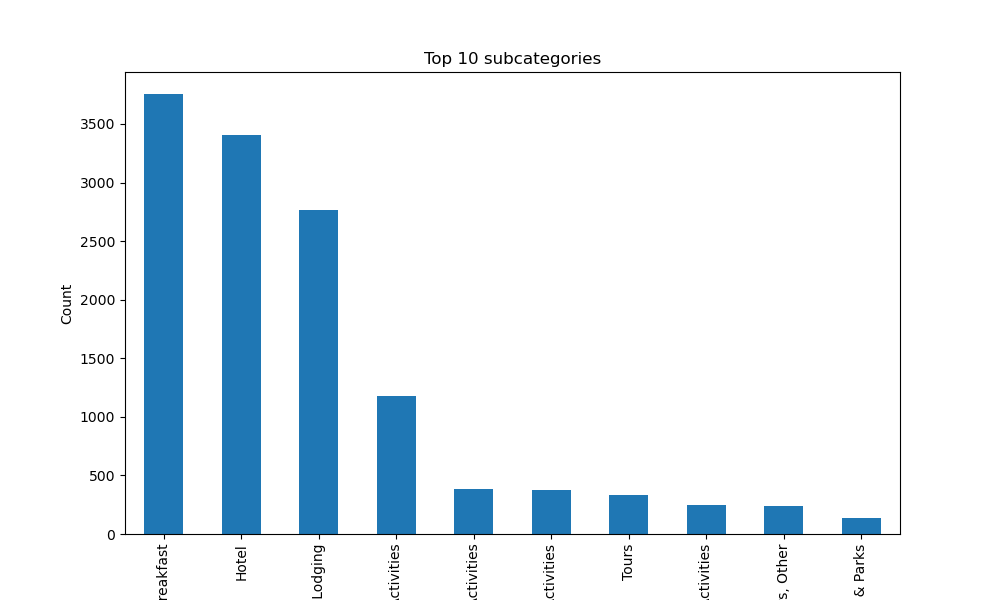 Top 10 subcategories
Count
3500
3000
2500
2000
1500
1000
500
0
reakfast
Hotel
Lodging
ctivities
ctivities
ctivities
Tours
ctivities
s, Other
& Parks